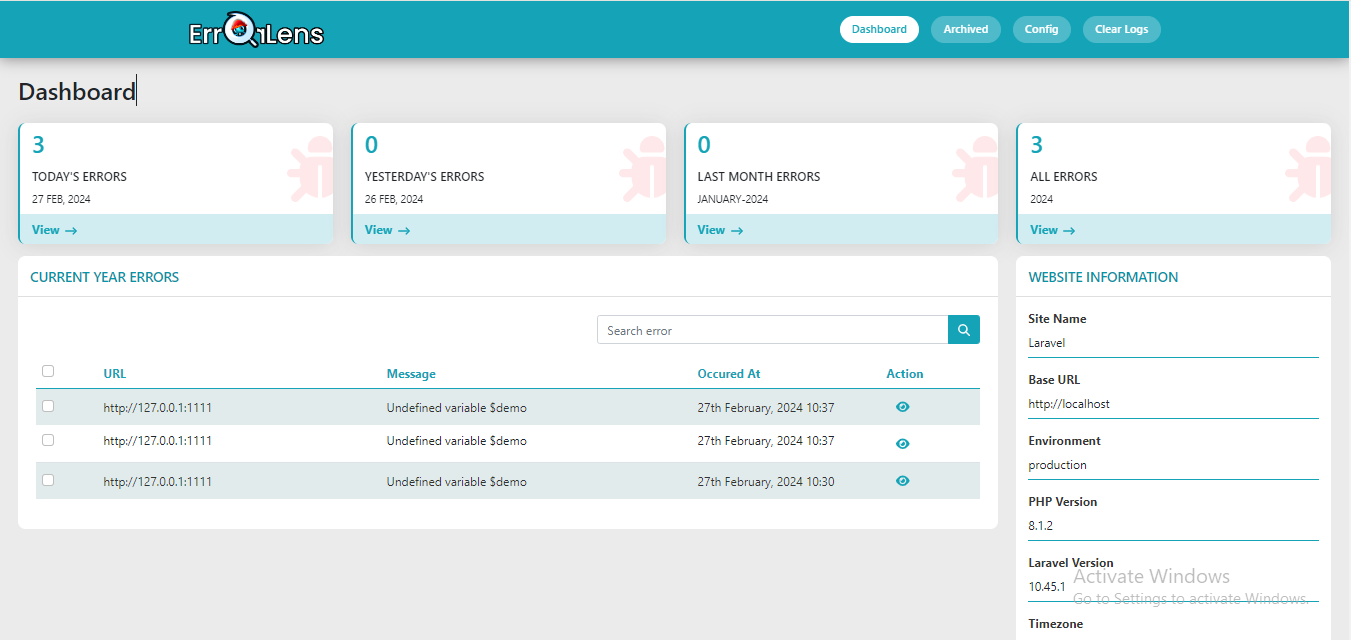 ErrorLens
Dashboard Archived Config Clear Logs
Dashboard
3
TODAY'S ERRORS
27 FEB, 2024
View →
0
YESTERDAY'S ERRORS
26 FEB, 2024
View →
0
LAST MONTH ERRORS
JANUARY-2024
View →
3
ALL ERRORS
2024
View →
CURRENT YEAR ERRORS
Search error
URL Message Occured At Action
http://127.0.0.1:1111 Undefined variable $demo 27th February, 2024 10:37
http://127.0.0.1:1111 Undefined variable $demo 27th February, 2024 10:37
http://127.0.0.1:1111 Undefined variable $demo 27th February, 2024 10:30
WEBSITE INFORMATION
Site Name
Laravel
Base URL
http://localhost
Environment
production
PHP Version
8.1.2
Laravel Version
10.45.1
Timezone
Activate Windows
Go to Settings to activate Windows.